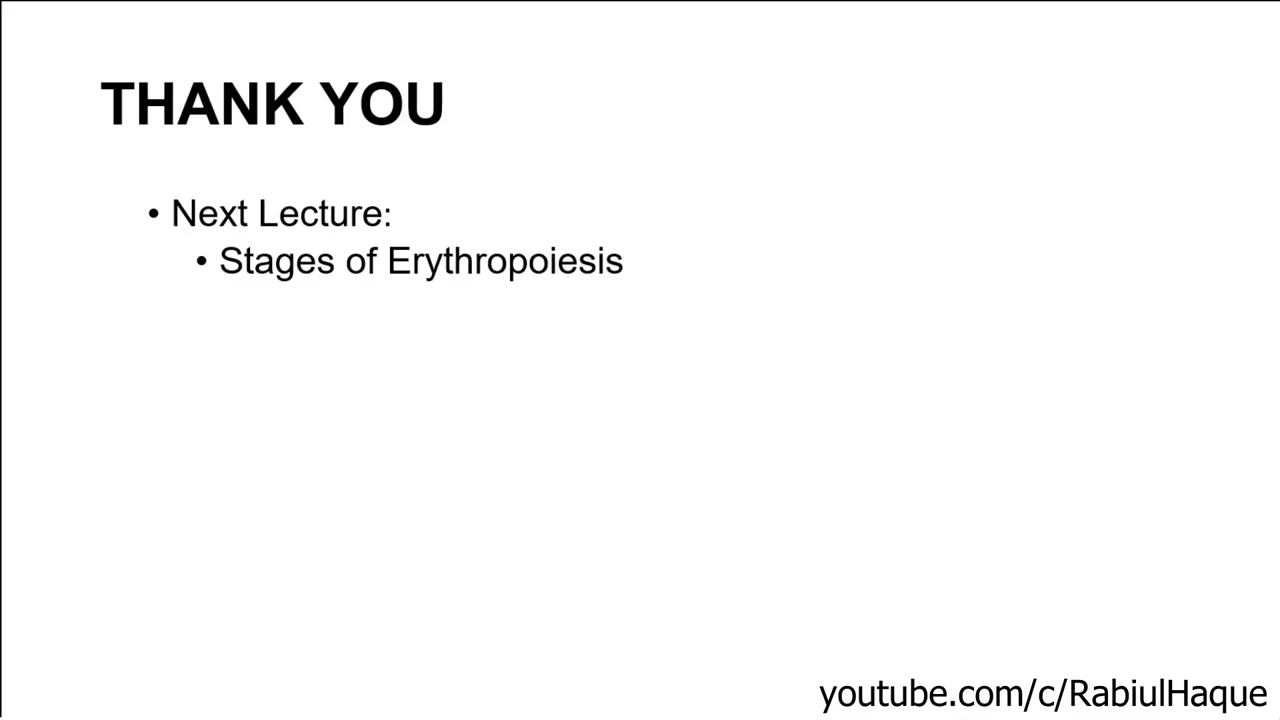 THANK YOU
• Next Lecture:
• Stages of Erythropoiesis
youtube.com/c/RabiulHaque